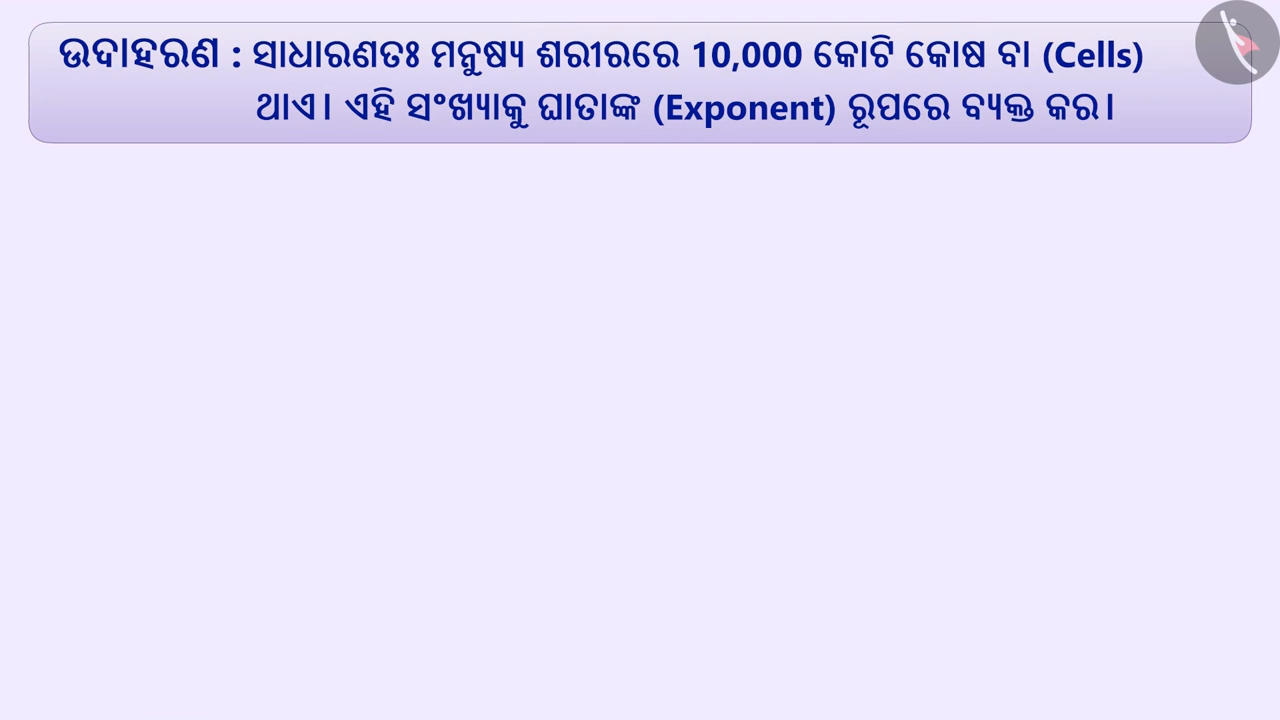 ଉଦାହରଣ : ସାଧାରଣତଃ ମନୁଷ୍ୟ ଶରୀରରେ 10,000 କୋଟି କୋଷ ବା (Cells)
ଥାଏ। ଏହି ସଂଖ୍ୟାକୁ ଘାତାଙ୍କ (Exponent) ରୂପରେ ବ୍ୟକ୍ତ କର।